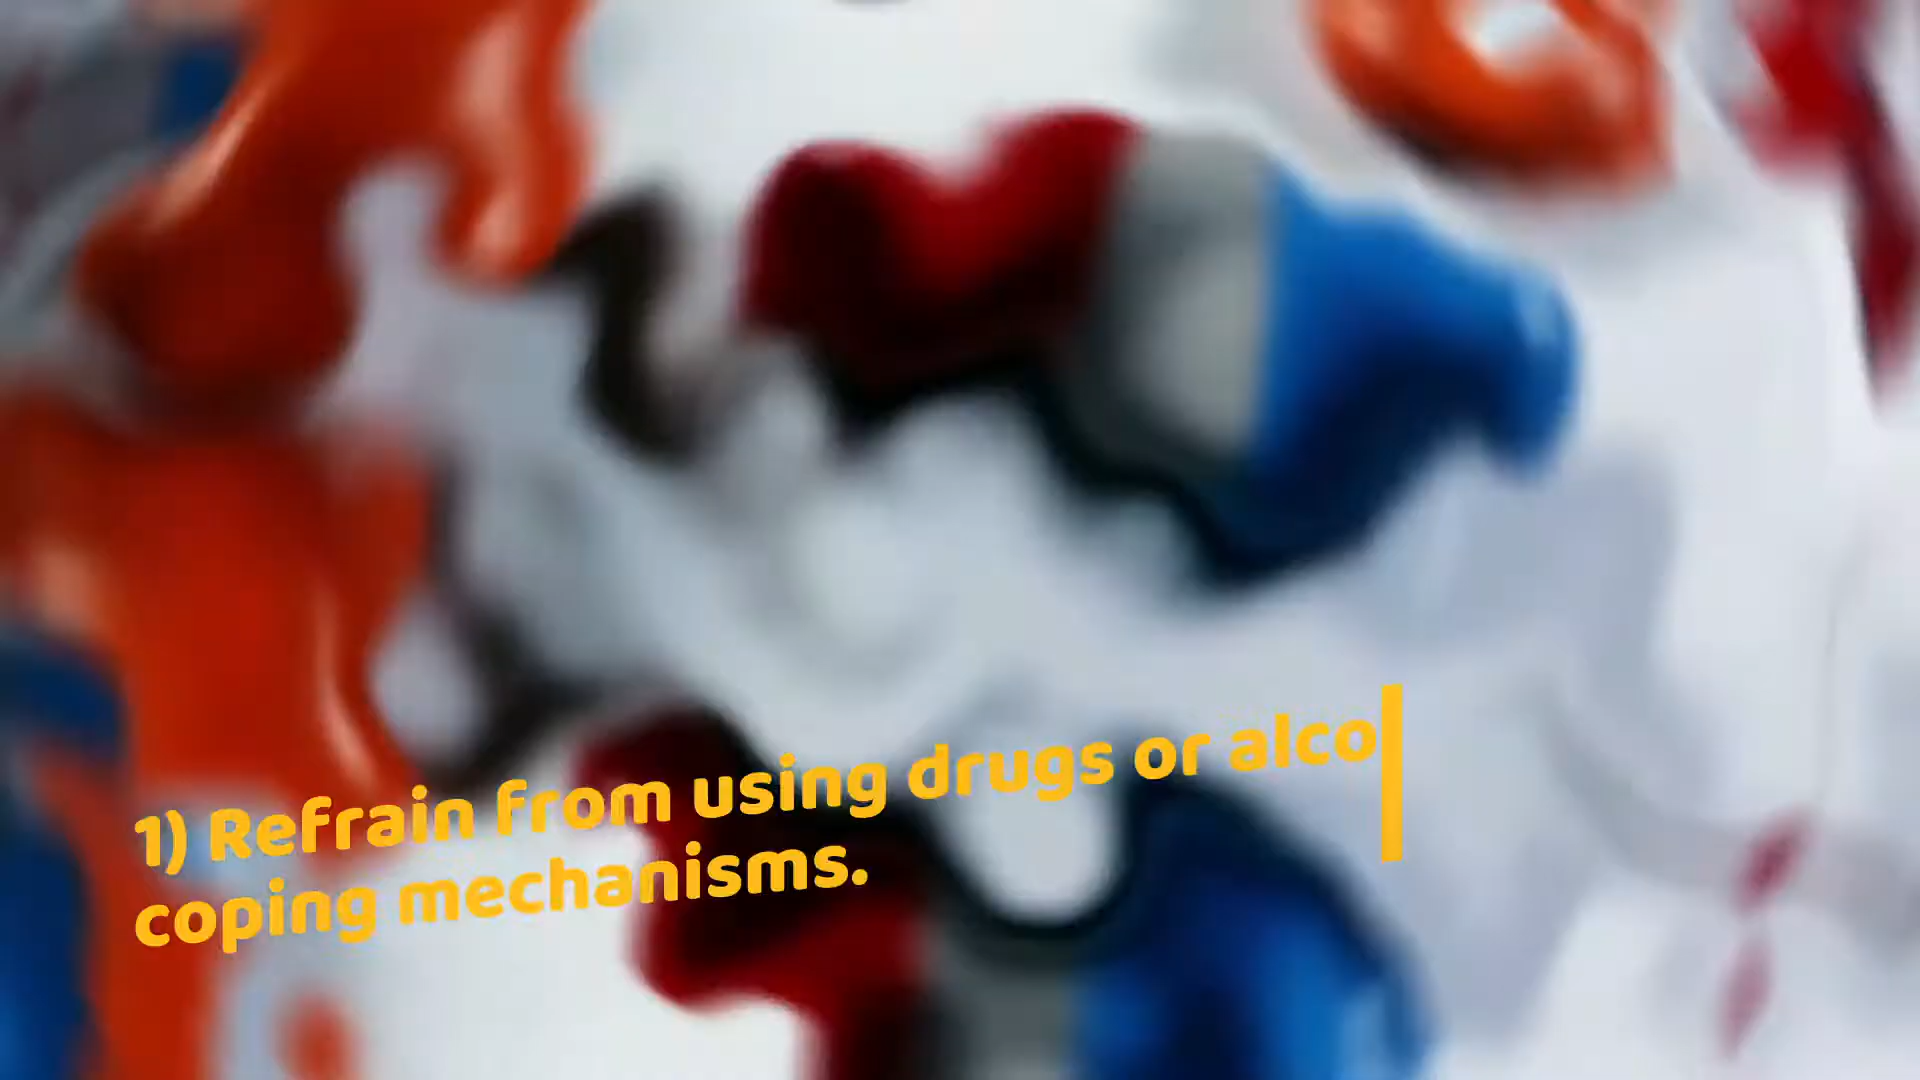 1) Refrain from using drugs or alco
coping mechanisms.